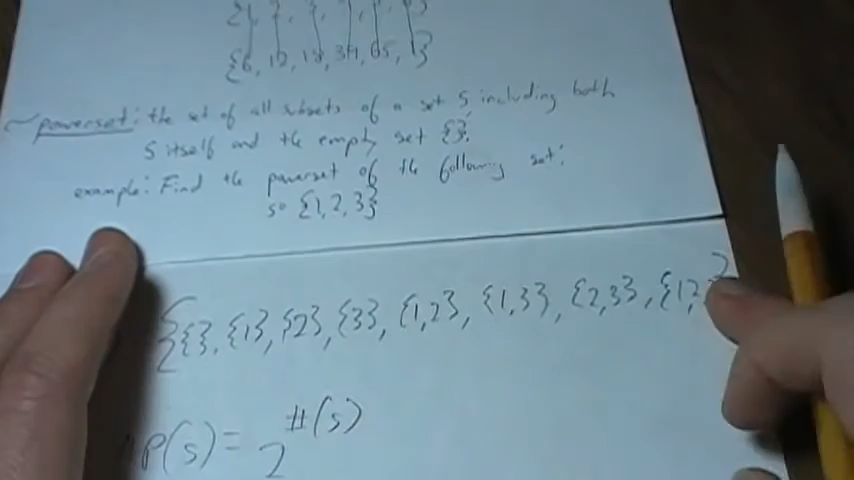 {6, 12, 18, 34, 65, 1}
powerset: the set of all subsets of a set S, including both
S itself and the empty set {}.
example: Find the powerset of the following set:
so {1, 2, 3}
{{}, {1}, {2}, {3}, {1,2}, {1,3}, {2,3}, {1,2,
P(s) = 2^#(s)